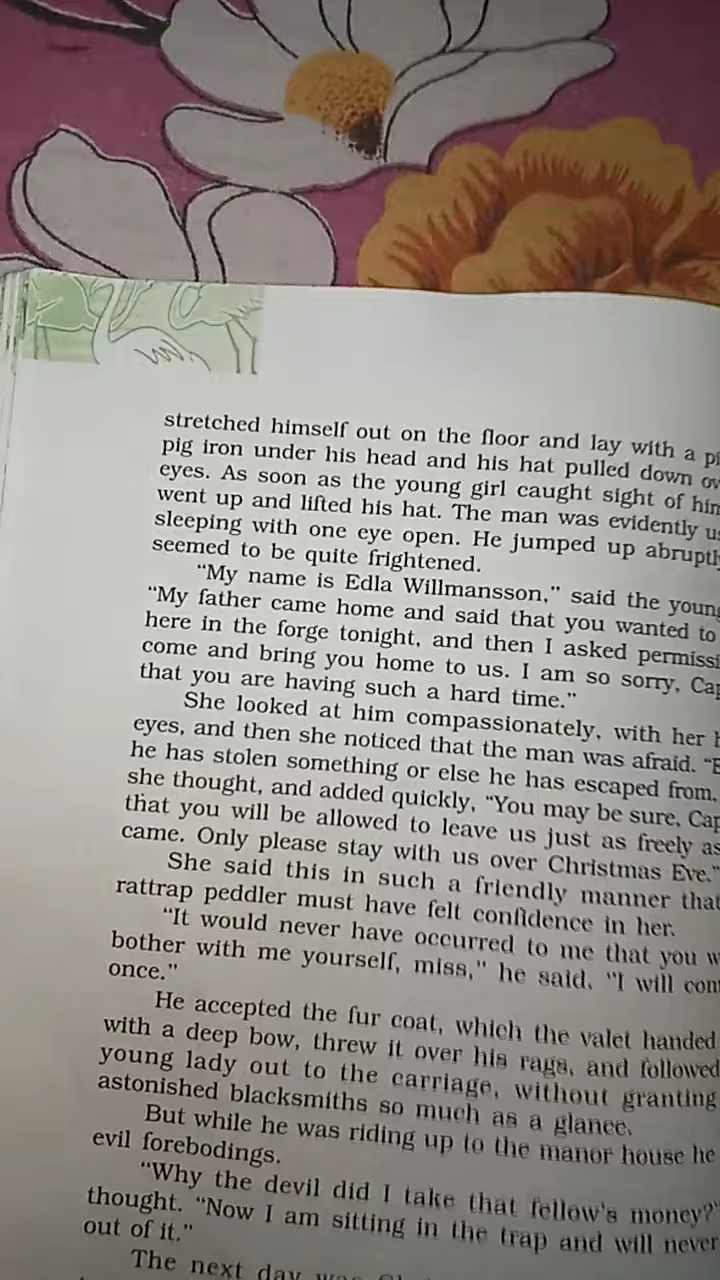 stretched himself out on the floor and lay with a
pig iron under his head and his hat pulled down
eyes. As soon as the young girl caught sight of
went up and lifted his hat. The man was evidently
sleeping with one eye open. He jumped up
seemed to be quite frightened.
“My name is Edla Willmansson,” said the
“My father came home and said that you wanted to
here in the forge tonight, and then I asked
come and bring you home to us. I am so sorry,
that you are having such a hard time.”
She looked at him compassionately, with her
eyes, and then she noticed that the man was afraid.
he has stolen something or else he has escaped from,
she thought, and added quickly, “You may be sure,
that you will be allowed to leave us just as freely as
came. Only please stay with us over Christmas Eve.”
She said this in such a friendly manner that
rattrap peddler must have felt confidence in her.
“It would never have occurred to me that you
bother with me yourself, miss,” he said. “I will
once.”
He accepted the fur coat, which the valet handed
with a deep bow, threw it over his rags, and followed
young lady out to the carriage, without granting
astonished blacksmiths so much as a glance.
But while he was riding up to the manor house he
evil forebodings.
“Why the devil did I take that fellow's money?”
thought. “Now I am sitting in the trap and will never
out of it.”
The next day was